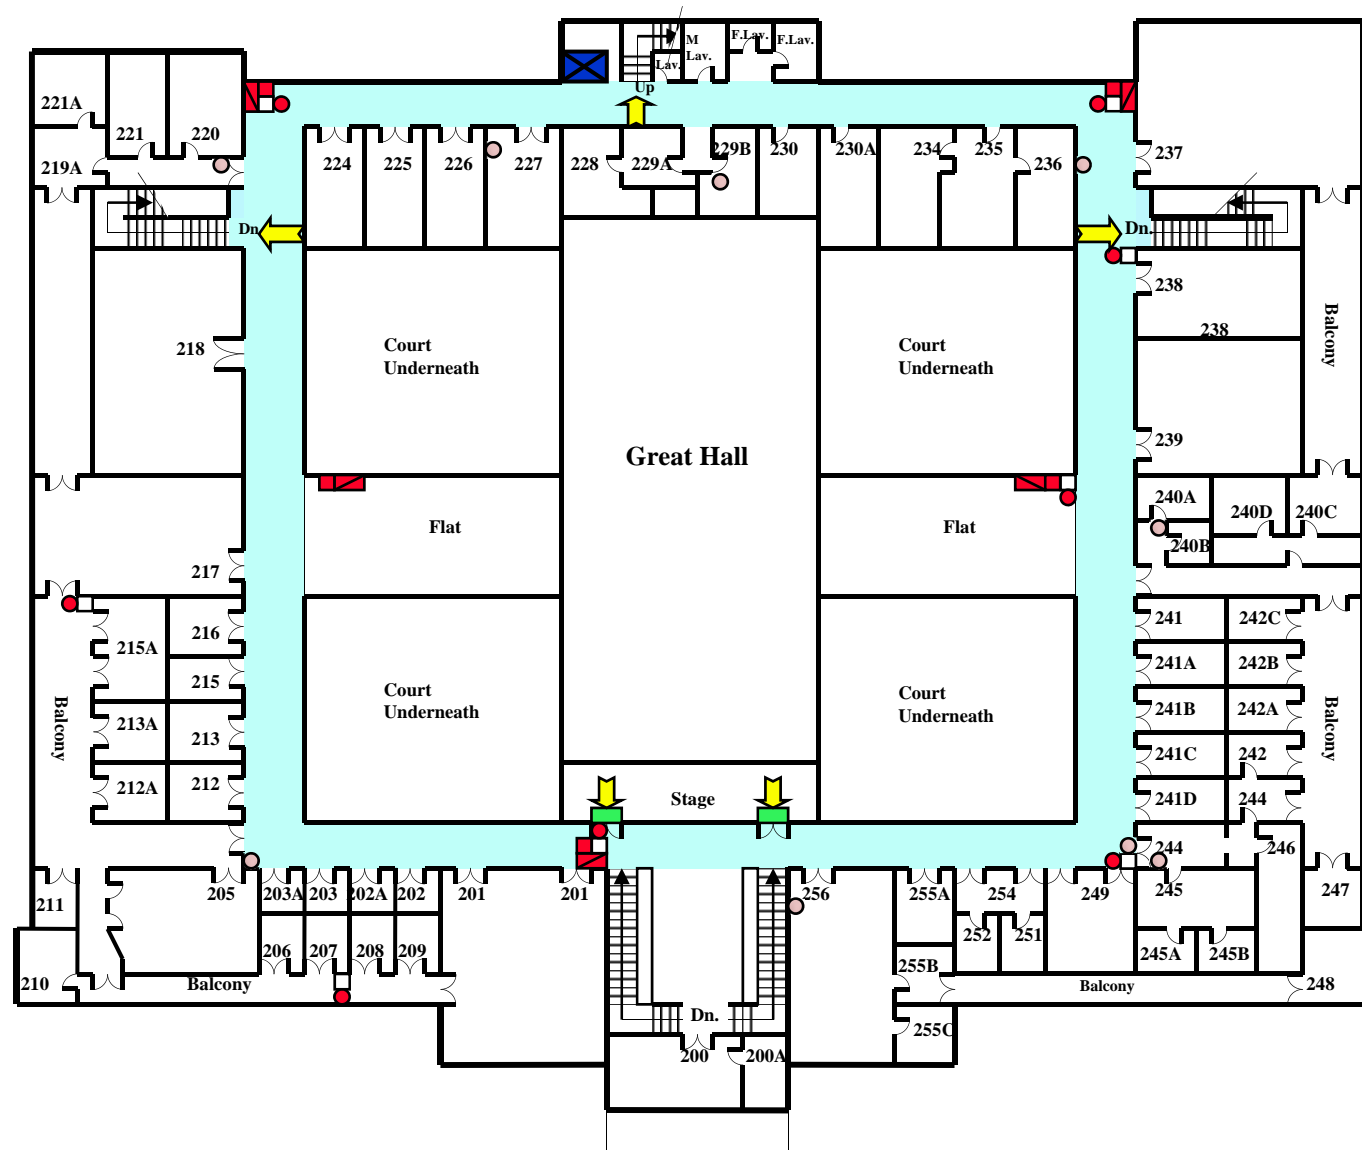 M
Lav.
F.Lav.
F.Lav.
Lav.
Up
221A
221
220
219A
224
225
226
227
228
229A
229B
230
230A
234
235
236
237
Dn
Dn.
238
238
218
Court
Underneath
Court
Underneath
Balcony
Great Hall
239
240A
240D
240C
240B
Flat
Flat
217
216
215A
215
213A
213
212A
212
Balcony
Court
Underneath
Court
Underneath
241
242C
241A
242B
241B
242A
241C
242
241D
244
244
246
Balcony
Stage
205
203A
203
202A
202
201
201
256
255A
254
249
245
247
211
206
207
208
209
252
251
245A
245B
210
Balcony
255B
Balcony
248
Dn.
255C
200
200A